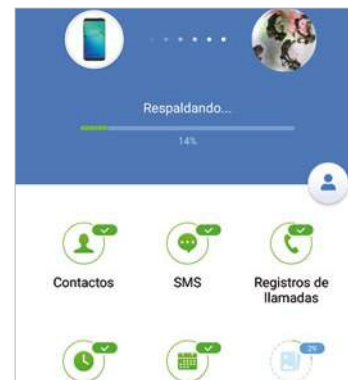 Respaldando...
14%
Contactos
SMS
Registros de
llamadas